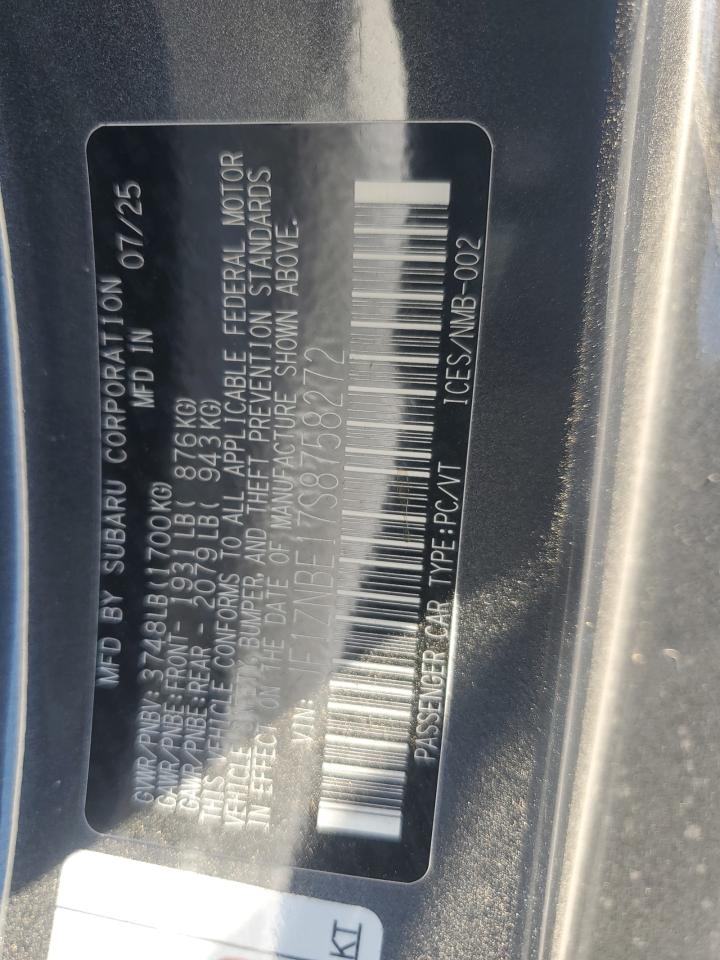 MFD BY SUBARU CORPORATION
MFD IN 07/25
GVWR/PNBV 3748LB(1700KG)
GAWR/PNBE:FRONT- 1931LB( 876KG)
GAWR/PNBE:REAR - 2079LB( 943KG)
THIS VEHICLE CONFORMS TO ALL APPLICABLE FEDERAL MOTOR
VEHICLE SAFETY, BUMPER, AND THEFT PREVENTION STANDARDS
IN EFFECT ON THE DATE OF MANUFACTURE SHOWN ABOVE.
VIN: JF1ZNBE17S8758272
PASSENGER CAR TYPE:PC/VT ICES/NMB-002
KI